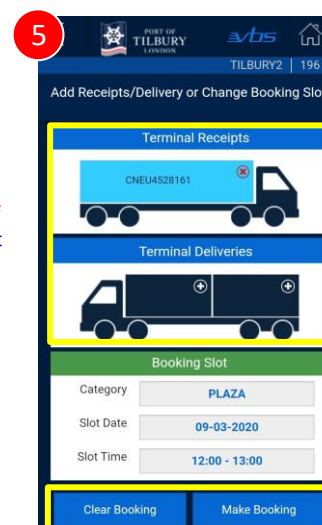 5
PORT OF
TILBURY
LONDON
vbs
TILBURY2 | 196
Add Receipts/Delivery or Change Booking Slo
Terminal Receipts
CNEU4528161
Terminal Deliveries
Booking Slot
Category PLAZA
Slot Date 09-03-2020
Slot Time 12:00 - 13:00
Clear Booking Make Booking